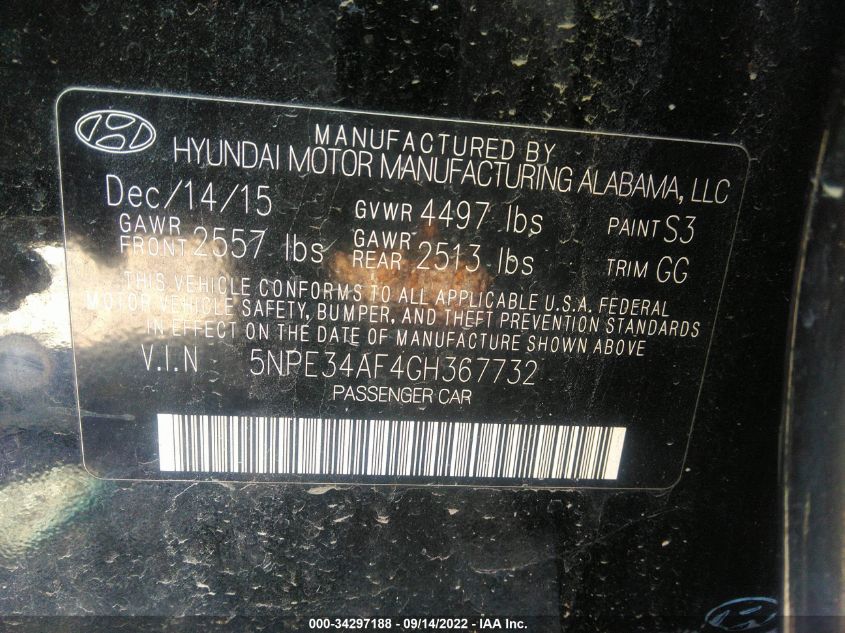 MANUFACTURED BY
HYUNDAI MOTOR MANUFACTURING ALABAMA, LLC
Dec/14/15 GVWR 4497 lbs PAINT S3
GAWR FRONT 2557 lbs GAWR REAR 2513 lbs TRIM GG
THIS VEHICLE CONFORMS TO ALL APPLICABLE U.S.A. FEDERAL
MOTOR VEHICLE SAFETY, BUMPER, AND THEFT PREVENTION STANDARDS
IN EFFECT ON THE DATE OF MANUFACTURE SHOWN ABOVE
V.I.N 5NPE34AF4GH367732
PASSENGER CAR
000-34297188 - 09/14/2022 - IAA Inc.